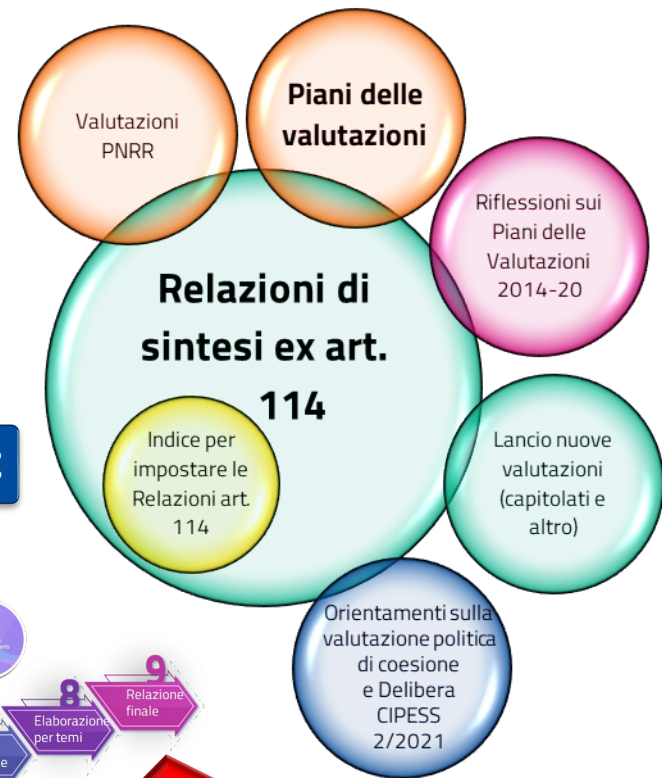 Valutazioni
PNRR
Piani delle
valutazioni
Riflessioni sui
Piani delle
Valutazioni
2014-20
Relazioni di
sintesi ex art.
114
Indice per
impostare le
Relazioni art.
114
Lancio nuove
valutazioni
(capitolati e
altro)
Orientamenti sulla
valutazione politica
di coesione
e Delibera
CIPESS
2/2021
8
Elaborazione
per temi
9
Relazione
finale